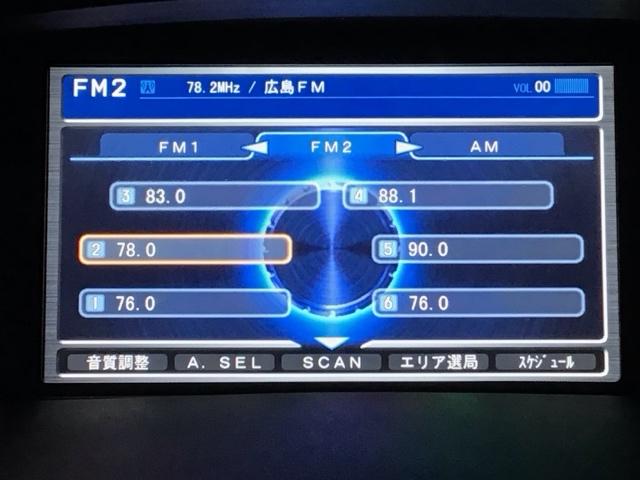 FM2 78.2MHz / 広島FM VOL 00
FM1 FM2 AM
3 83.0 4 88.1
2 78.0 5 90.0
1 76.0 6 76.0
音質調整 A. SEL SCAN エリア選局 ｽｹｼﾞｭｰﾙ